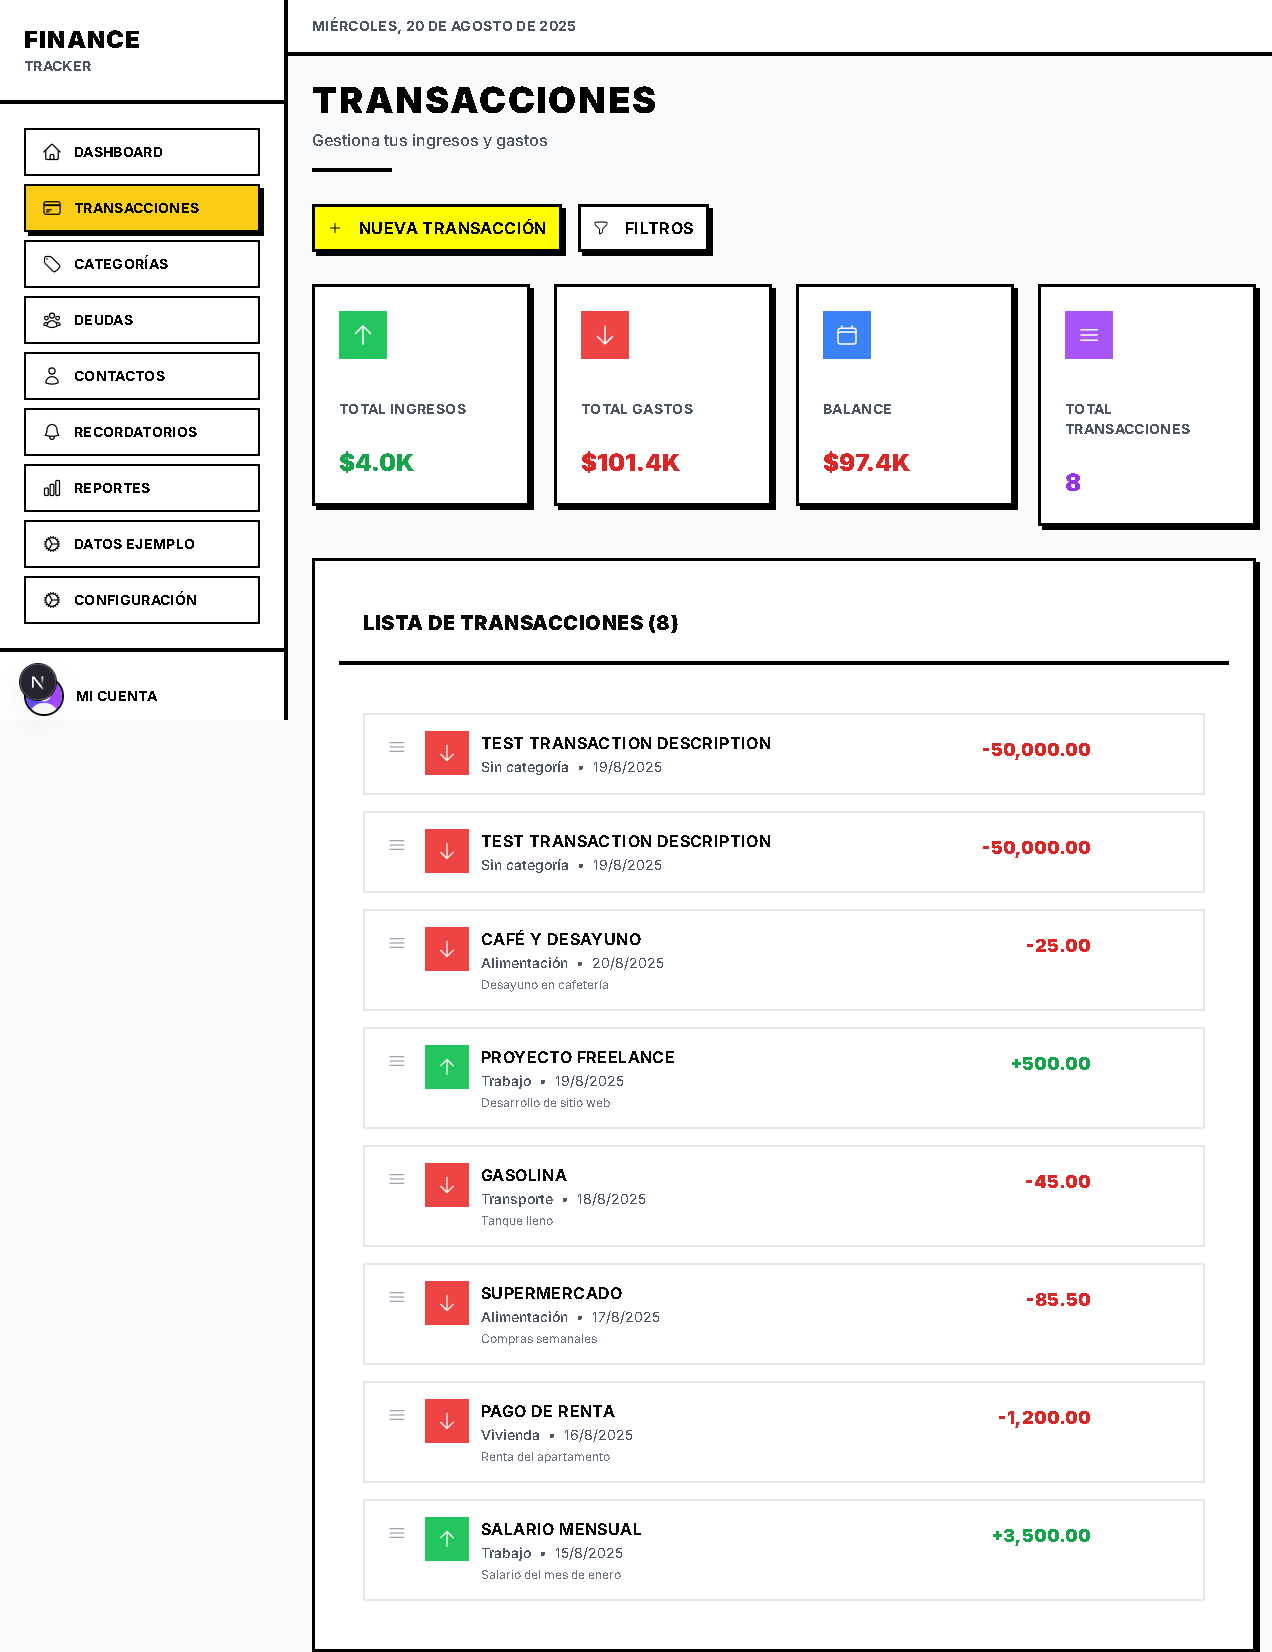 FINANCE
TRACKER
DASHBOARD
TRANSACCIONES
CATEGORÍAS
DEUDAS
CONTACTOS
RECORDATORIOS
REPORTES
DATOS EJEMPLO
CONFIGURACIÓN
N
MI CUENTA
MIÉRCOLES, 20 DE AGOSTO DE 2025
TRANSACCIONES
Gestiona tus ingresos y gastos
NUEVA TRANSACCIÓN
FILTROS
TOTAL INGRESOS
$4.0K
TOTAL GASTOS
$101.4K
BALANCE
$97.4K
TOTAL
TRANSACCIONES
8
LISTA DE TRANSACCIONES (8)
TEST TRANSACTION DESCRIPTION
-50,000.00
Sin categoría • 19/8/2025
TEST TRANSACTION DESCRIPTION
-50,000.00
Sin categoría • 19/8/2025
CAFÉ Y DESAYUNO
-25.00
Alimentación • 20/8/2025
Desayuno en cafetería
PROYECTO FREELANCE
+500.00
Trabajo • 19/8/2025
Desarrollo de sitio web
GASOLINA
-45.00
Transporte • 18/8/2025
Tanque lleno
SUPERMERCADO
-85.50
Alimentación • 17/8/2025
Compras semanales
PAGO DE RENTA
-1,200.00
Vivienda • 16/8/2025
Renta del apartamento
SALARIO MENSUAL
+3,500.00
Trabajo • 15/8/2025
Salario del mes de enero